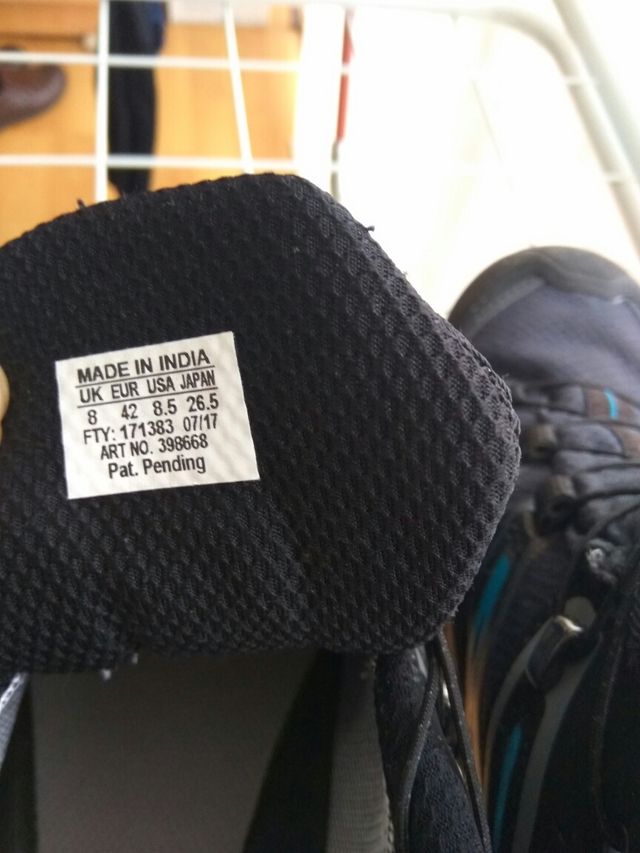 MADE IN INDIA
UK EUR USA JAPAN
8 42 8.5 26.5
FTY: 171383 07/17
ART NO. 398668
Pat. Pending